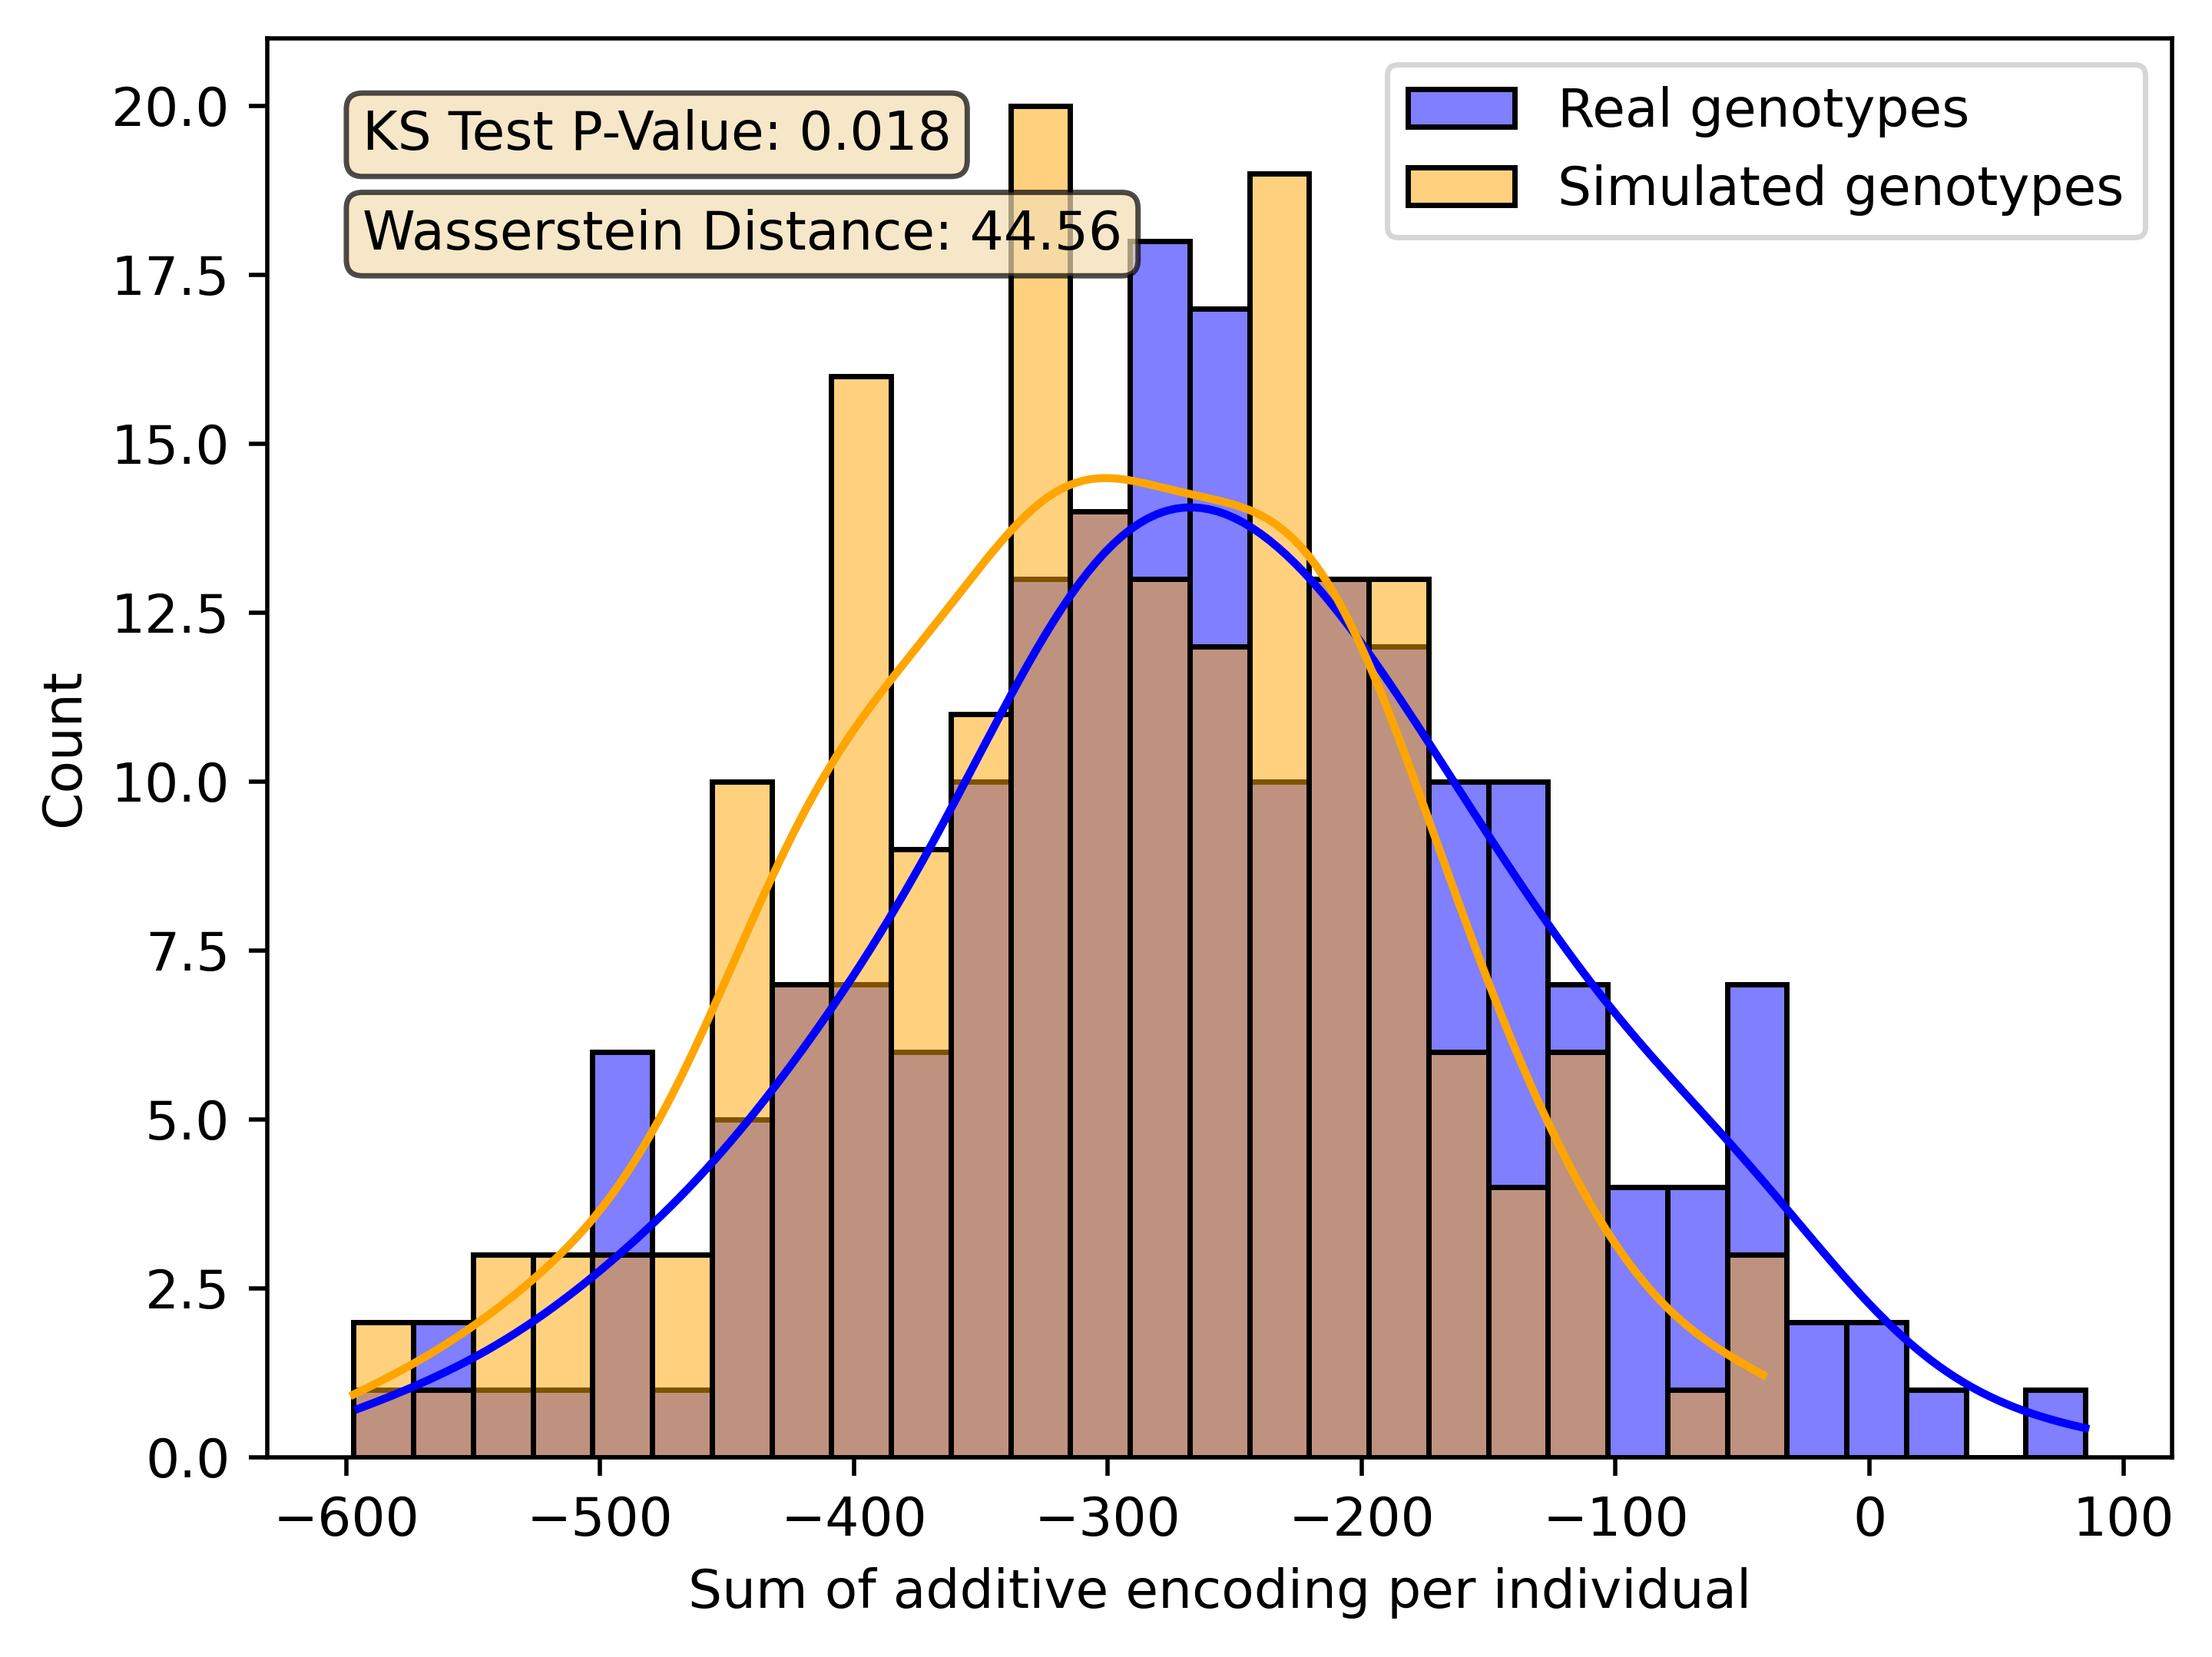 KS Test P-Value: 0.018
Wasserstein Distance: 44.56
Real genotypes
Simulated genotypes
20.0
17.5
15.0
12.5
10.0
7.5
5.0
2.5
0.0
Count
−600 −500 −400 −300 −200 −100 0 100
Sum of additive encoding per individual